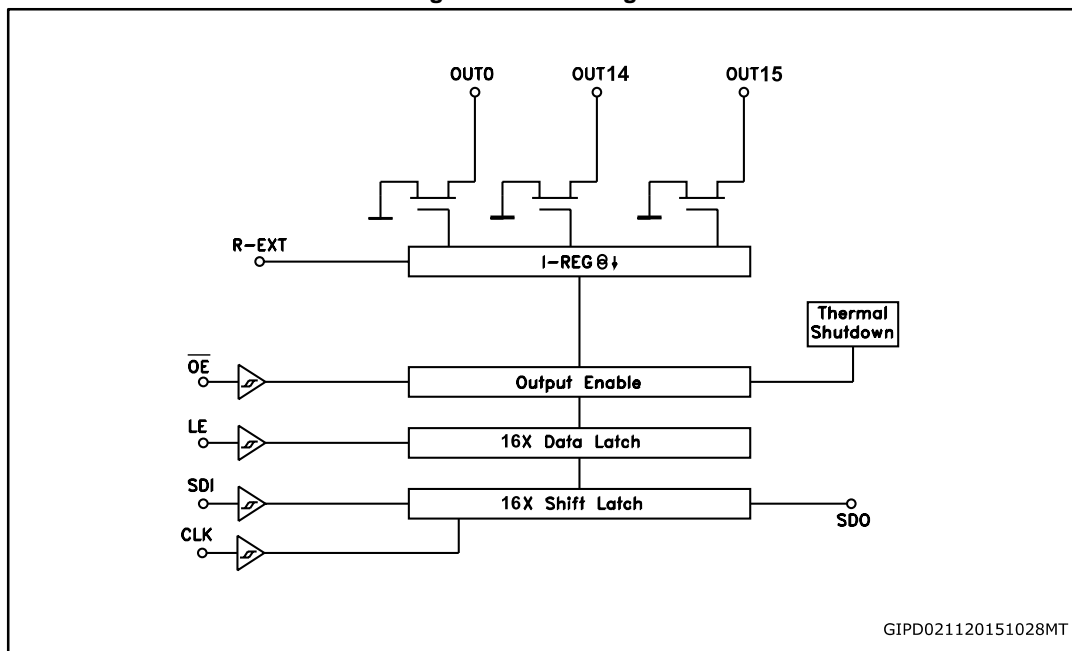 OUT0 OUT14 OUT15
R-EXT
I-REG
Thermal
Shutdown
OE
Output Enable
LE
16X Data Latch
SDI
16X Shift Latch
SDO
CLK
GIPD021120151028MT